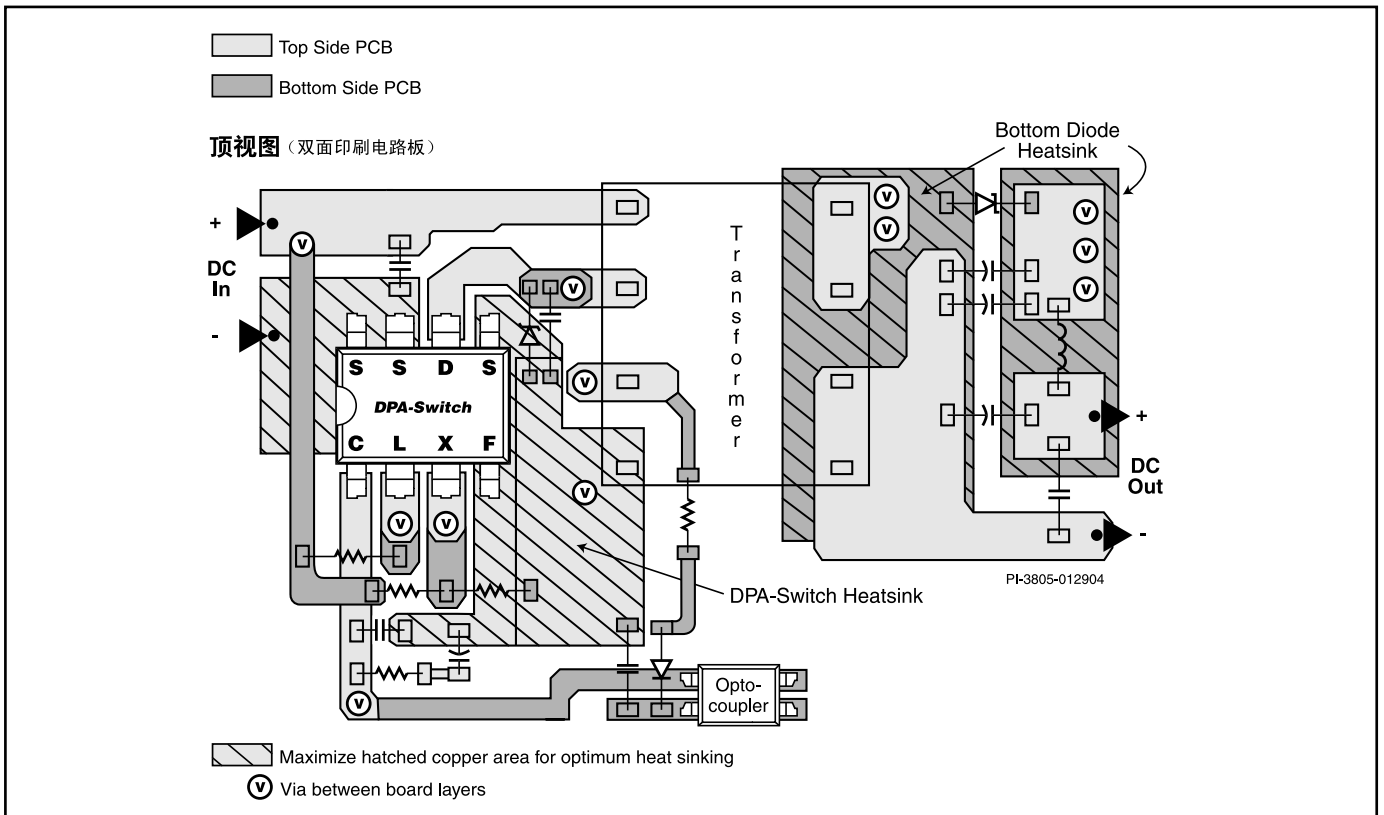 Top Side PCB
Bottom Side PCB
顶视图（双面印刷电路板）
Bottom Diode
Heatsink
+
DC
In
-
V
V
V
V
V
V
V
V
V
V
V
V
Transformer
S S D S
DPA-Switch
C L X F
+
DC
Out
-
PI-3805-012904
DPA-Switch Heatsink
Opto-
coupler
Maximize hatched copper area for optimum heat sinking
V Via between board layers